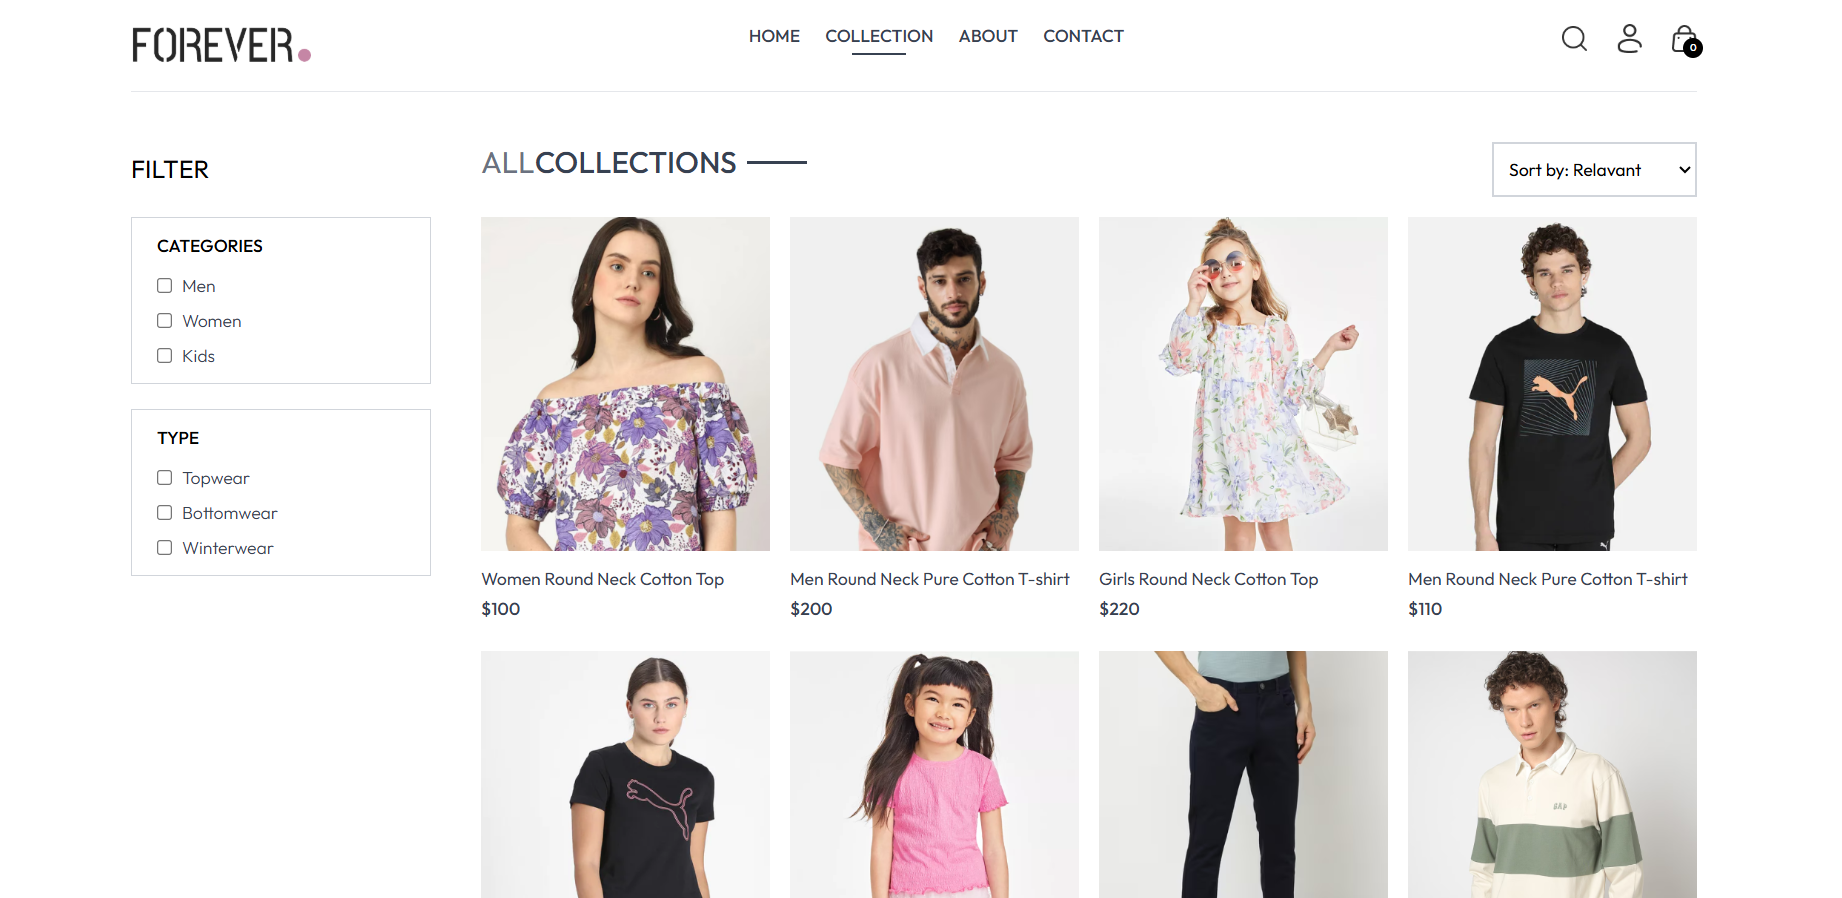 FOREVER.
HOME COLLECTION ABOUT CONTACT
0
FILTER
CATEGORIES
Men
Women
Kids
TYPE
Topwear
Bottomwear
Winterwear
ALLCOLLECTIONS
Sort by: Relavant
Women Round Neck Cotton Top
$100
Men Round Neck Pure Cotton T-shirt
$200
Girls Round Neck Cotton Top
$220
Men Round Neck Pure Cotton T-shirt
$110
GAP